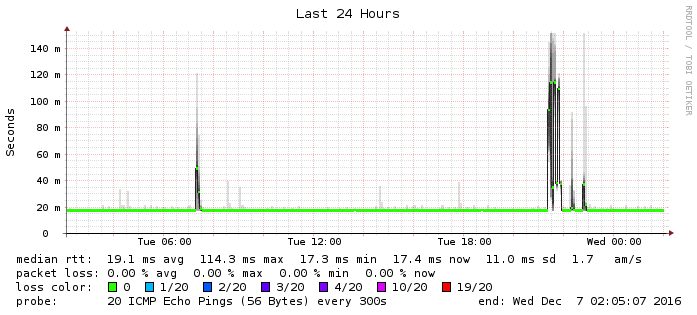 Last 24 Hours
RRDTOOL / TOBI OETIKER
Seconds
140 m
120 m
100 m
80 m
60 m
40 m
20 m
0
Tue 06:00 Tue 12:00 Tue 18:00 Wed 00:00
median rtt: 19.1 ms avg 114.3 ms max 17.3 ms min 17.4 ms now 11.0 ms sd 1.7 am/s
packet loss: 0.00 % avg 0.00 % max 0.00 % min 0.00 % now
loss color: 0 1/20 2/20 3/20 4/20 10/20 19/20
probe: 20 ICMP Echo Pings (56 Bytes) every 300s end: Wed Dec 7 02:05:07 2016